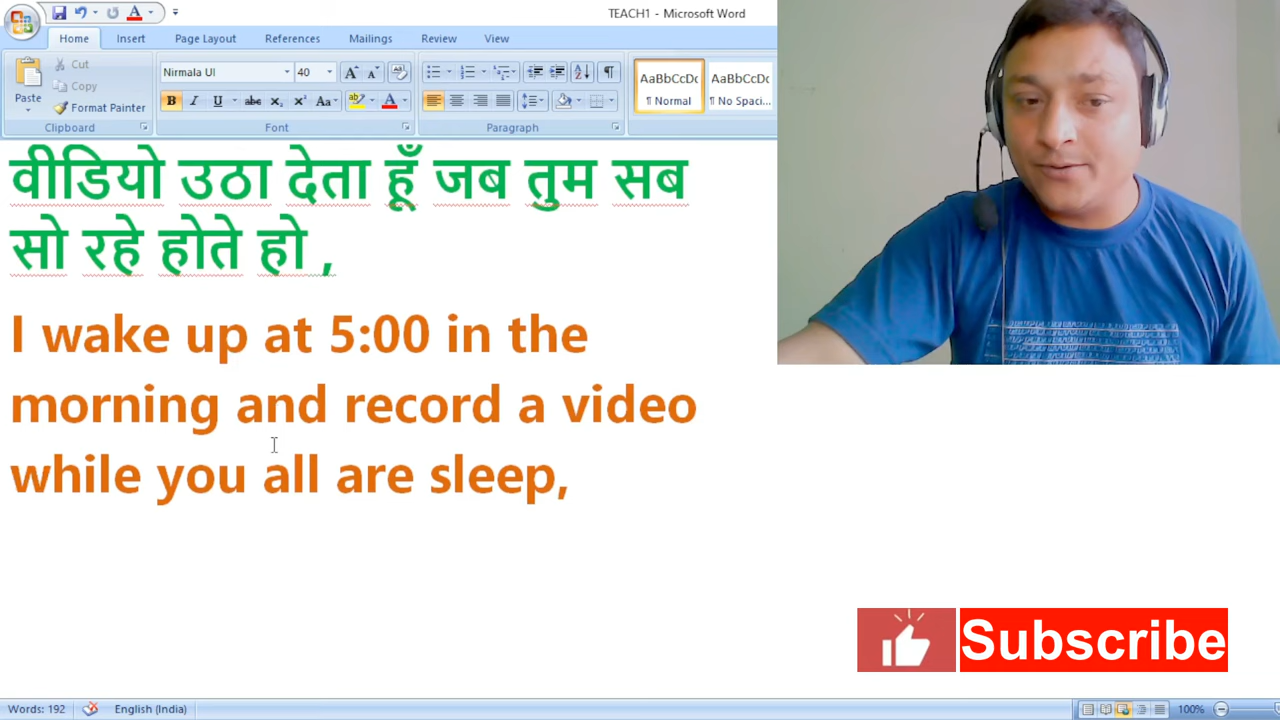 TEACH1 - Microsoft Word
Home Insert Page Layout References Mailings Review View
Paste
Cut
Copy
Format Painter
Clipboard
Nirmala UI 40
Font
Paragraph
AaBbCcDc AaBbCcDc
¶ Normal ¶ No Spaci...
वीडियो उठा देता हूँ जब तुम सब
सो रहे होते हो ,
I wake up at 5:00 in the
morning and record a video
while you all are sleep,
Subscribe
Words: 192 English (India) 100%